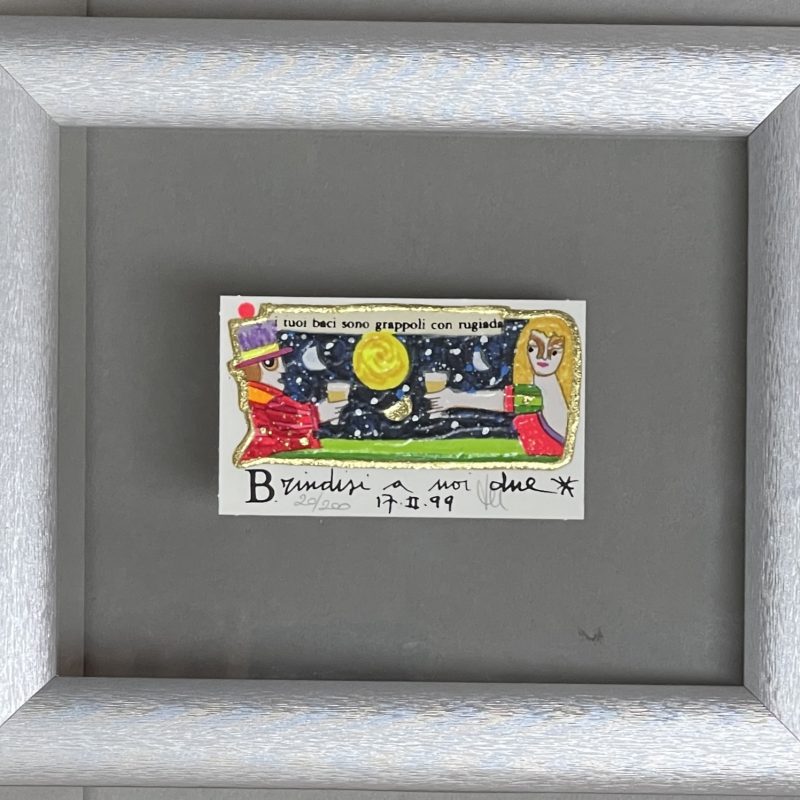 i tuoi baci sono grappoli con rugiada
Brindisi a noi due *
20/200 17.II.99